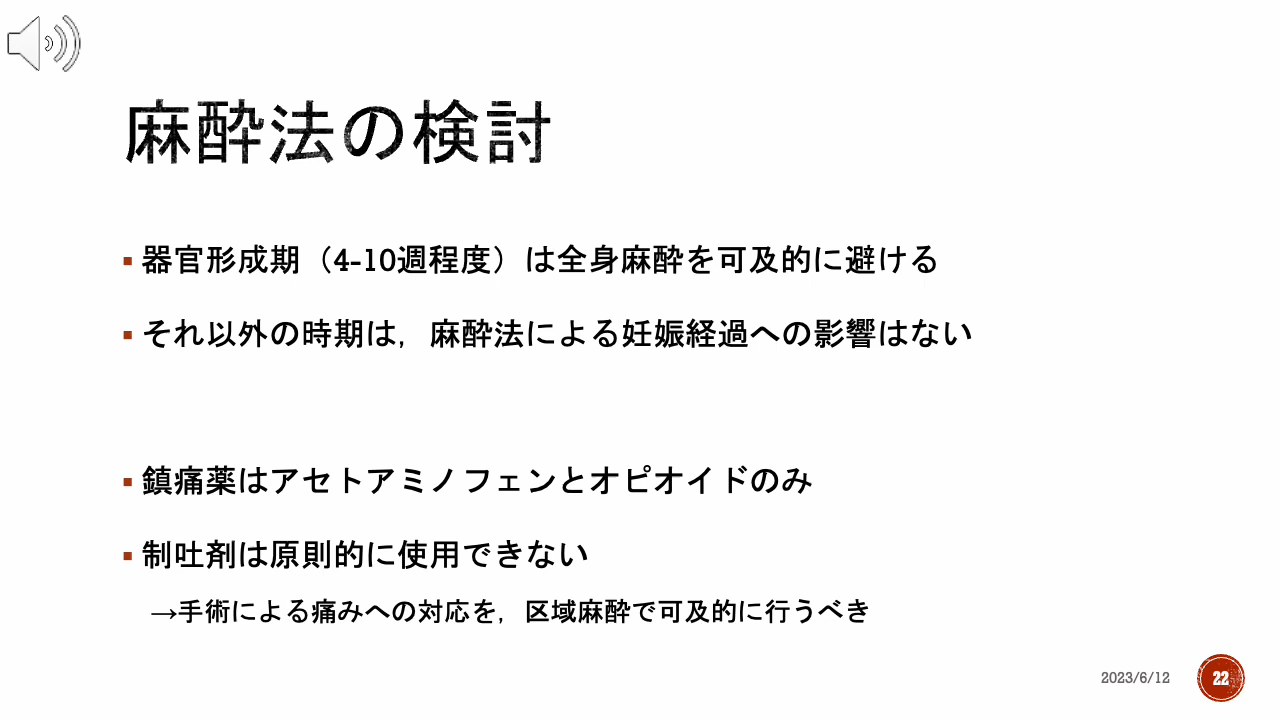 麻酔法の検討
▪ 器官形成期（4-10週程度）は全身麻酔を可及的に避ける
▪ それ以外の時期は，麻酔法による妊娠経過への影響はない
▪ 鎮痛薬はアセトアミノフェンとオピオイドのみ
▪ 制吐剤は原則的に使用できない
→手術による痛みへの対応を，区域麻酔で可及的に行うべき
2023/6/12
22